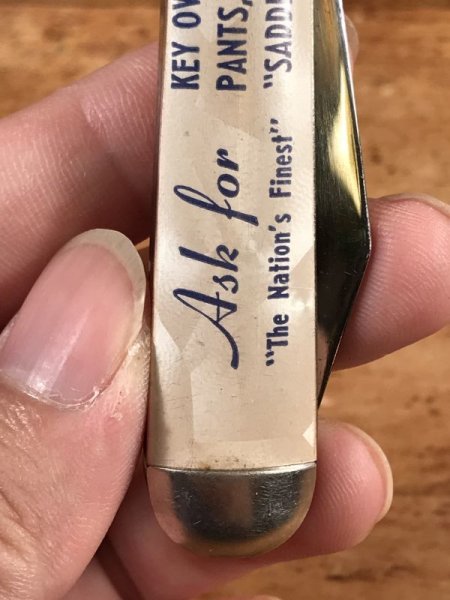 Ask for
"The Nation's Finest"
KEY OV
PANTS,
"SADD